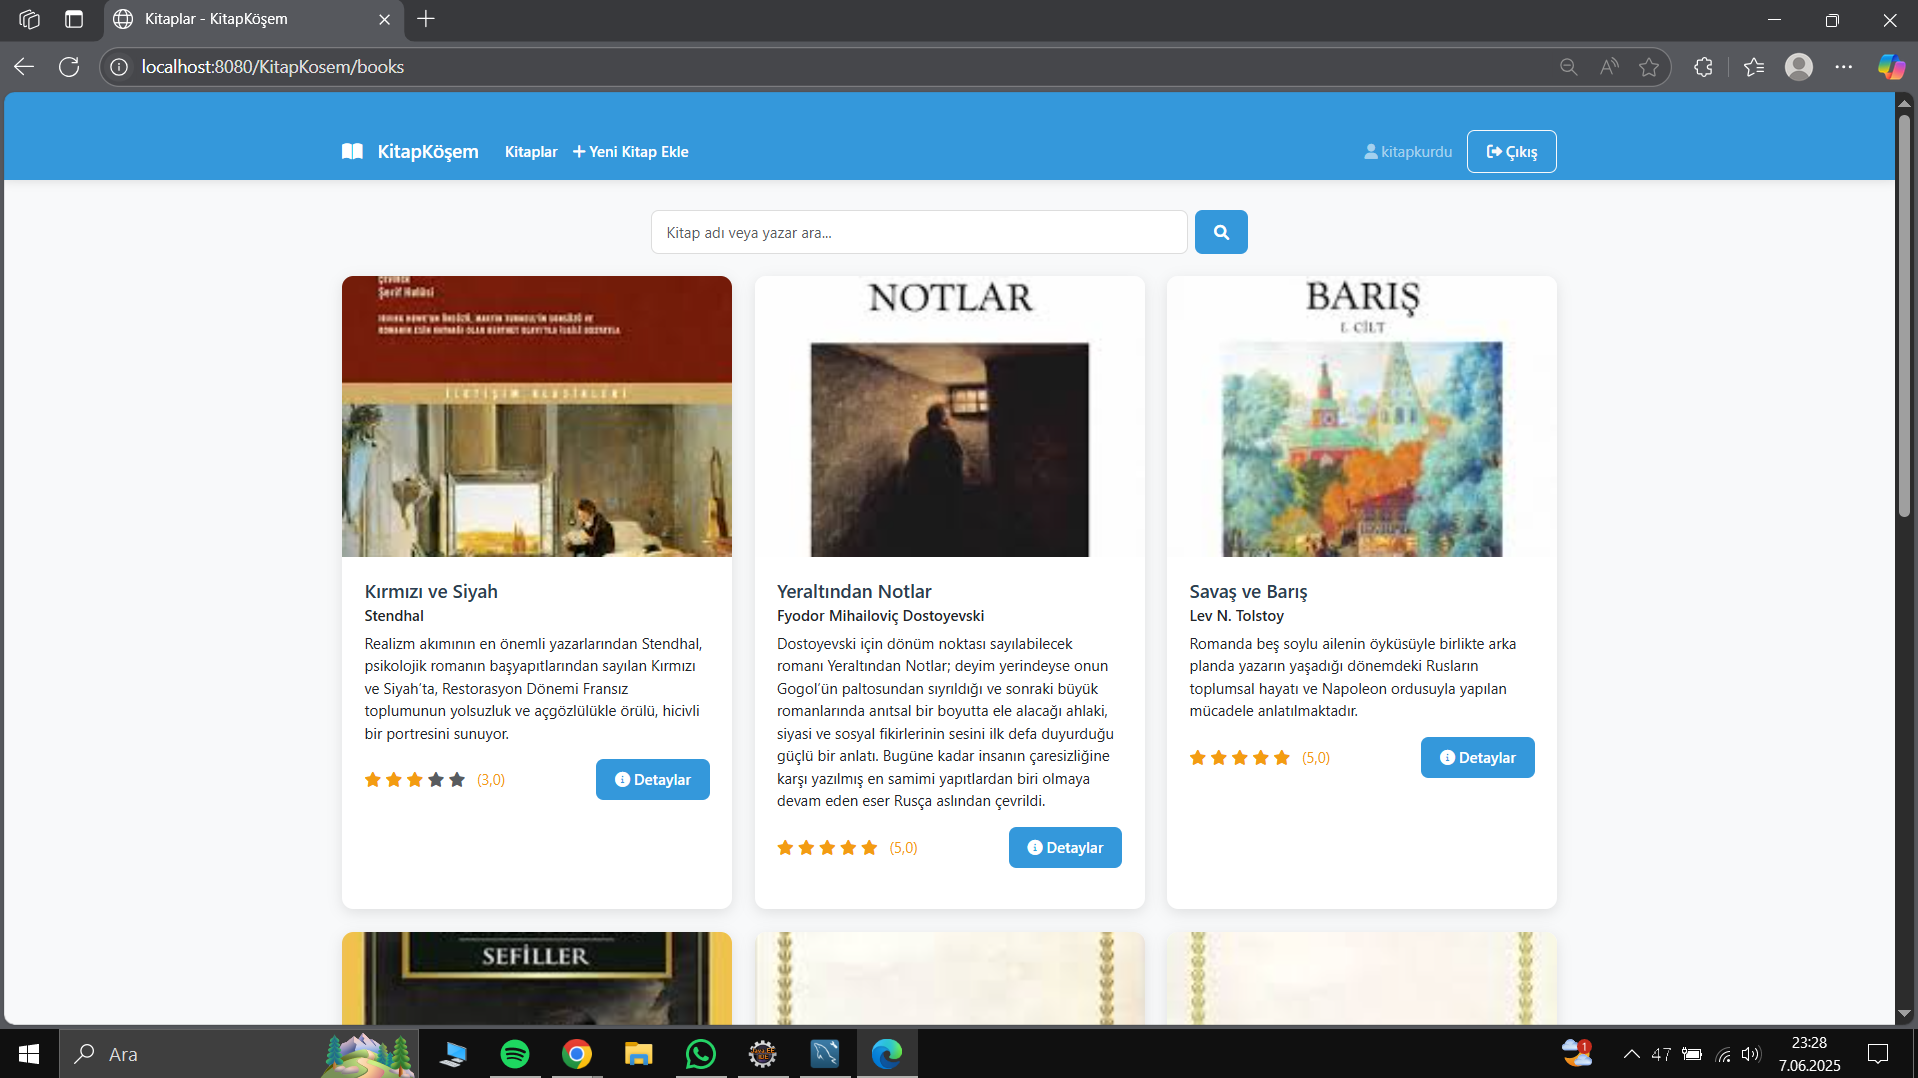 Kitaplar - KitapKöşem
localhost:8080/KitapKosem/books
KitapKöşem
Kitaplar
Yeni Kitap Ekle
kitapkurdu
Çıkış
Kitap adı veya yazar ara...
Şerif Hulûsi
İLETİŞİM KLASİKLERİ
NOTLAR
BARIŞ
I. CİLT
Kırmızı ve Siyah
Stendhal
Realizm akımının en önemli yazarlarından Stendhal,
psikolojik romanın başyapıtlarından sayılan Kırmızı
ve Siyah’ta, Restorasyon Dönemi Fransız
toplumunun yolsuzluk ve açgözlülükle örülü, hicivli
bir portresini sunuyor.
(3,0)
Detaylar
Yeraltından Notlar
Fyodor Mihailoviç Dostoyevski
Dostoyevski için dönüm noktası sayılabilecek
romanı Yeraltından Notlar; deyim yerindeyse onun
Gogol’ün paltosundan sıyrıldığı ve sonraki büyük
romanlarında anıtsal bir boyutta ele alacağı ahlaki,
siyasi ve sosyal fikirlerinin sesini ilk defa duyurduğu
güçlü bir anlatı. Bugüne kadar insanın çaresizliğine
karşı yazılmış en samimi yapıtlardan biri olmaya
devam eden eser Rusça aslından çevrildi.
(5,0)
Detaylar
Savaş ve Barış
Lev N. Tolstoy
Romanda beş soylu ailenin öyküsüyle birlikte arka
planda yazarın yaşadığı dönemdeki Rusların
toplumsal hayatı ve Napoleon ordusuyla yapılan
mücadele anlatılmaktadır.
(5,0)
Detaylar
SEFİLLER
Ara
1
47
23:28
7.06.2025